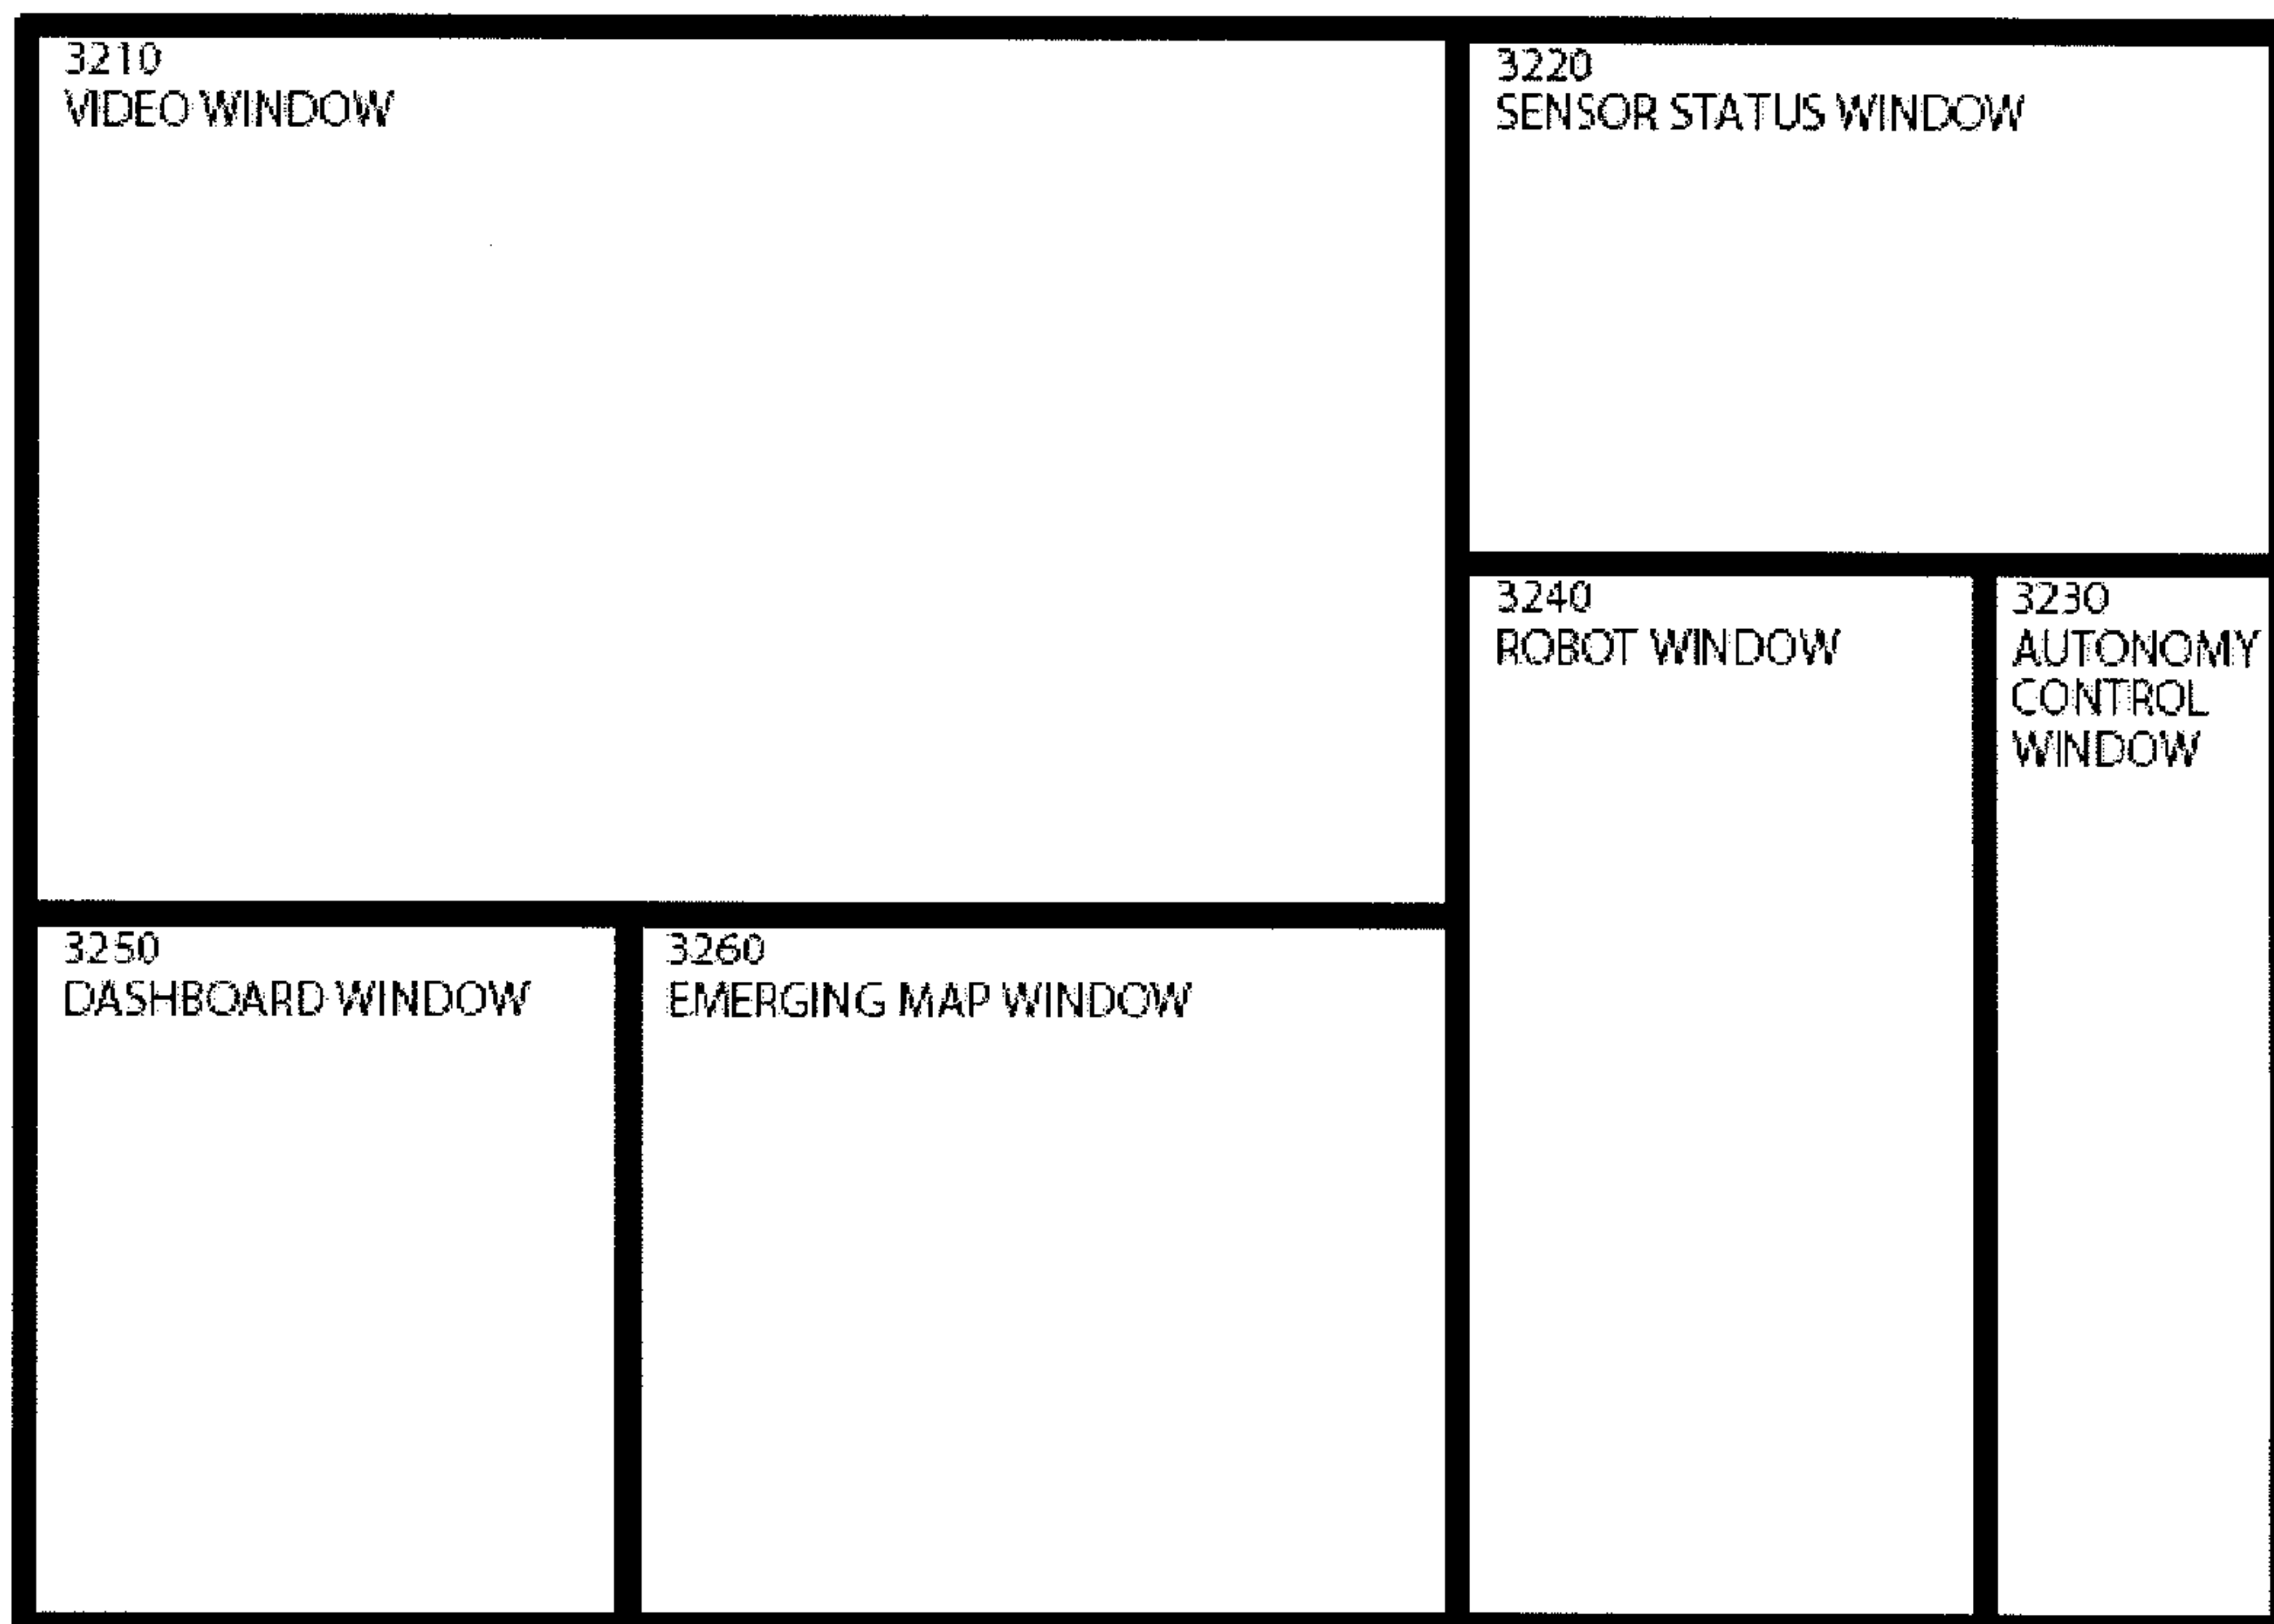 3210
VIDEO WINDOW
3220
SENSOR STATUS WINDOW
3240
ROBOT WINDOW
3230
AUTONOMY
CONTROL
WINDOW
3250
DASHBOARD WINDOW
3260
EMERGING MAP WINDOW